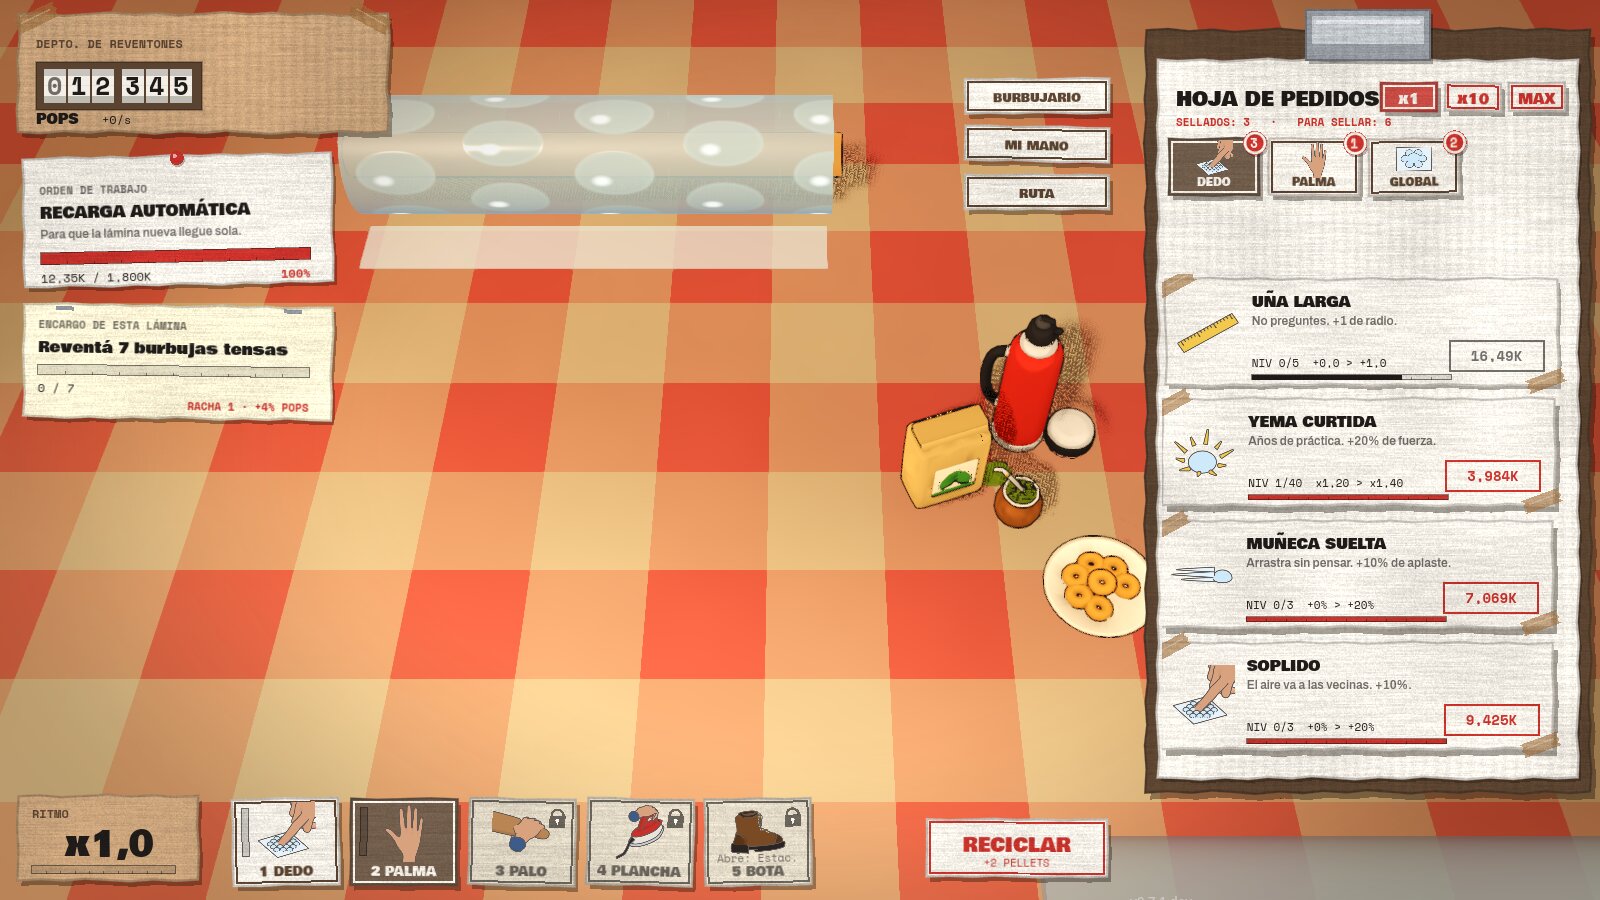 DEPTO. DE REVENTONES
012345
POPS +0/s
ORDEN DE TRABAJO
RECARGA AUTOMÁTICA
Para que la lámina nueva llegue sola.
12,35K / 1,800K 100%
ENCARGO DE ESTA LÁMINA
Reventá 7 burbujas tensas
0 / 7
RACHA 1 · +4% POPS
BURBUJARIO
MI MANO
RUTA
HOJA DE PEDIDOS x1 x10 MAX
SELLADOS: 3 · PARA SELLAR: 6
3 1 2
DEDO PALMA GLOBAL
UÑA LARGA
No preguntes. +1 de radio.
NIV 0/5 +0,0 > +1,0 16,49K
YEMA CURTIDA
Años de práctica. +20% de fuerza.
NIV 1/40 x1,20 > x1,40 3,984K
MUÑECA SUELTA
Arrastra sin pensar. +10% de aplaste.
NIV 0/3 +0% > +20% 7,069K
SOPLIDO
El aire va a las vecinas. +10%.
NIV 0/3 +0% > +20% 9,425K
RITMO
x1,0
1 DEDO
2 PALMA
3 PALO
4 PLANCHA
Abre: Estac.
5 BOTA
RECICLAR
+2 PELLETS